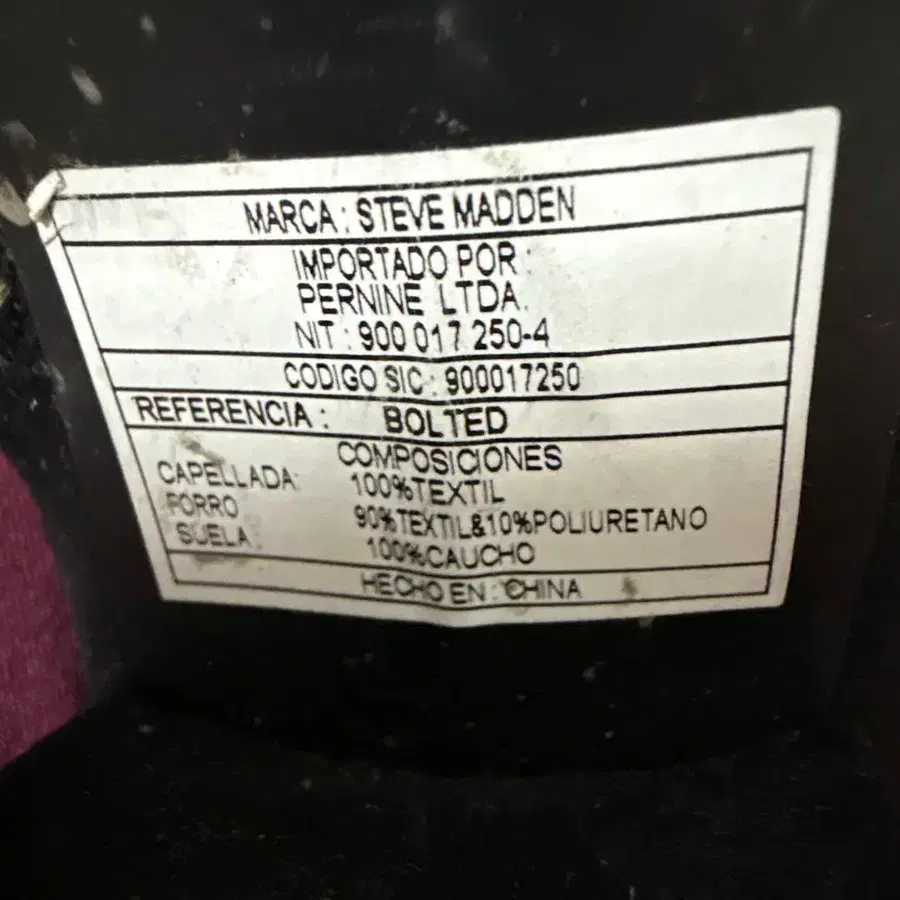 MARCA : STEVE MADDEN
IMPORTADO POR :
PERNINE LTDA.
NIT : 900 017 250-4
CODIGO SIC : 900017250
REFERENCIA : BOLTED
COMPOSICIONES
CAPELLADA: 100%TEXTIL
FORRO 90%TEXTIL&10%POLIURETANO
SUELA: 100%CAUCHO
HECHO EN : CHINA